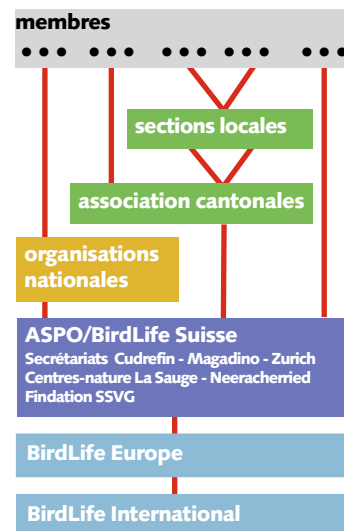 membres
sections locales
association cantonales
organisations
nationales
ASPO/BirdLife Suisse
Secrétariats Cudrefin - Magadino - Zurich
Centres-nature La Sauge - Neeracherried
Findation SSVG
BirdLife Europe
BirdLife International